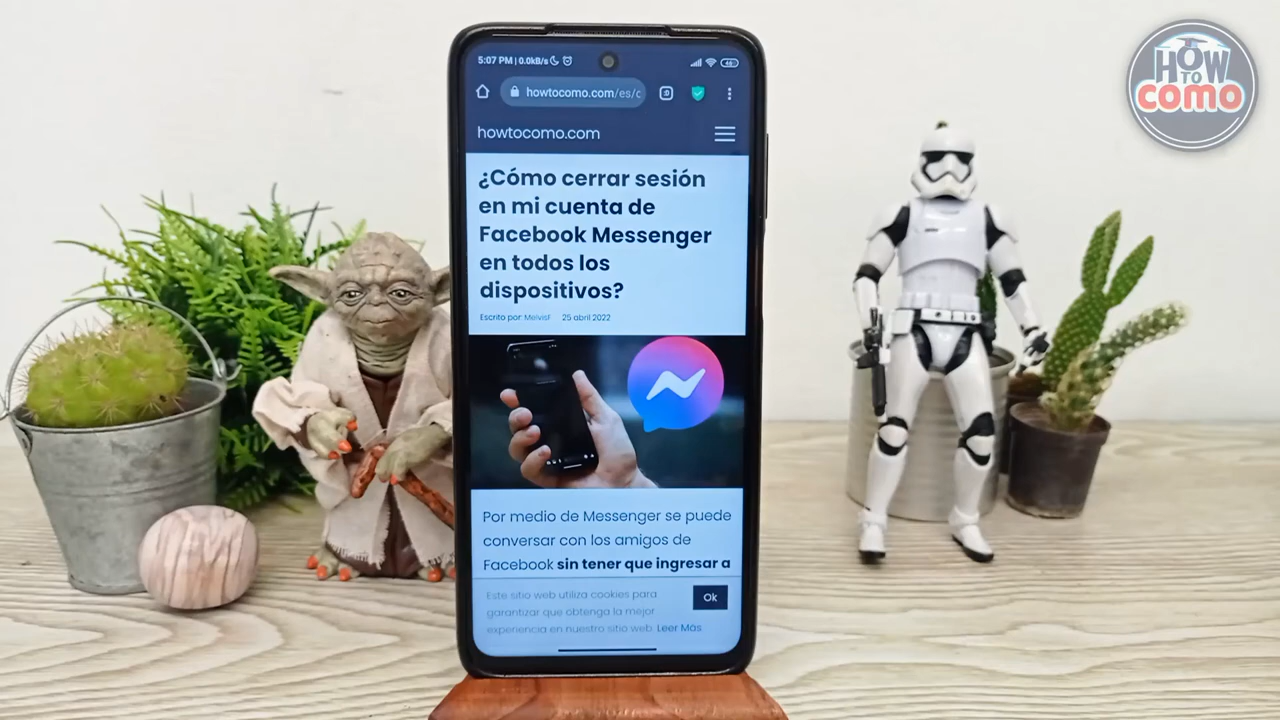 HOW
TO
COMO
5:07 PM | 0.0kB/s
howtocomo.com/es/c
howtocomo.com
¿Cómo cerrar sesión
en mi cuenta de
Facebook Messenger
en todos los
dispositivos?
Escrito por: MelvisF 25 abril 2022
Por medio de Messenger se puede
conversar con los amigos de
Facebook sin tener que ingresar a
Este sitio web utiliza cookies para
garantizar que obtenga la mejor
experiencia en nuestro sitio web. Leer Más
Ok